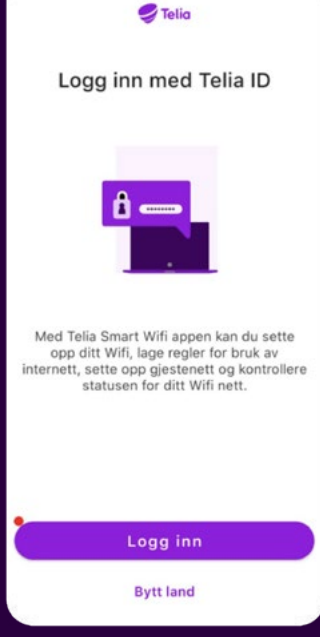 Telia
Logg inn med Telia ID
Med Telia Smart Wifi appen kan du sette
opp ditt Wifi, lage regler for bruk av
internett, sette opp gjestenett og kontrollere
statusen for ditt Wifi nett.
Logg inn
Bytt land